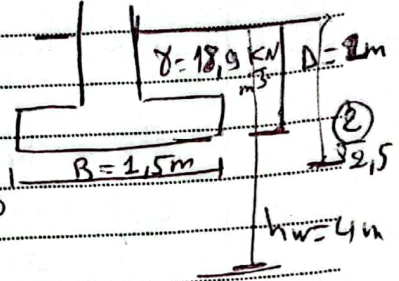 γ = 18,9 KN/m³ D = 2m
②
2,5
B = 1,5m
hw = 4m